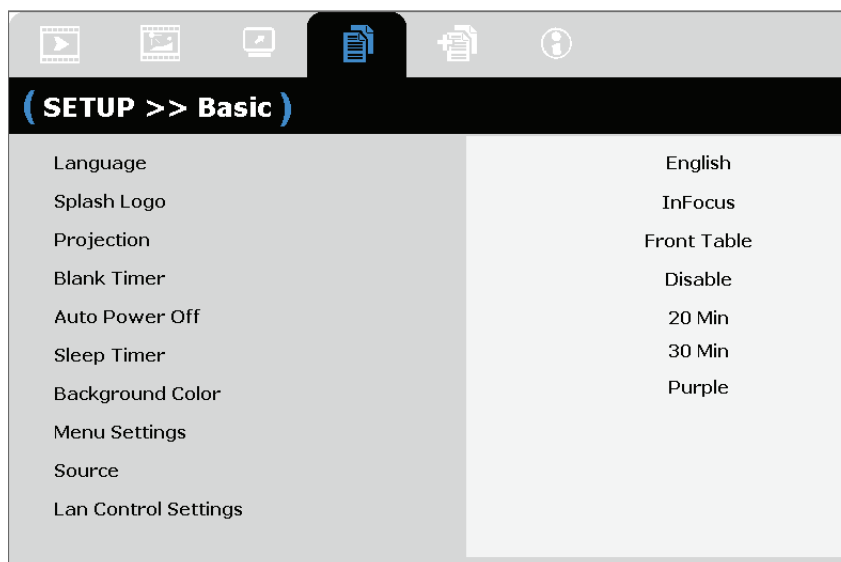 SETUP >> Basic
Language English
Splash Logo InFocus
Projection Front Table
Blank Timer Disable
Auto Power Off 20 Min
Sleep Timer 30 Min
Background Color Purple
Menu Settings
Source
Lan Control Settings